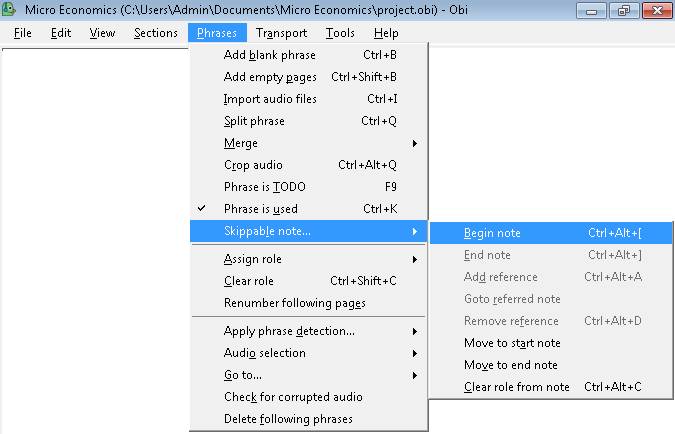 Micro Economics (C:\Users\Admin\Documents\Micro Economics\project.obi) - Obi
File Edit View Sections Phrases Transport Tools Help
Add blank phrase Ctrl+B
Add empty pages Ctrl+Shift+B
Import audio files Ctrl+I
Split phrase Ctrl+Q
Merge
Crop audio Ctrl+Alt+Q
Phrase is TODO F9
Phrase is used Ctrl+K
Skippable note...
Assign role
Clear role Ctrl+Shift+C
Renumber following pages
Apply phrase detection...
Audio selection
Go to...
Check for corrupted audio
Delete following phrases
Begin note Ctrl+Alt+[
End note Ctrl+Alt+]
Add reference Ctrl+Alt+A
Goto referred note
Remove reference Ctrl+Alt+D
Move to start note
Move to end note
Clear role from note Ctrl+Alt+C